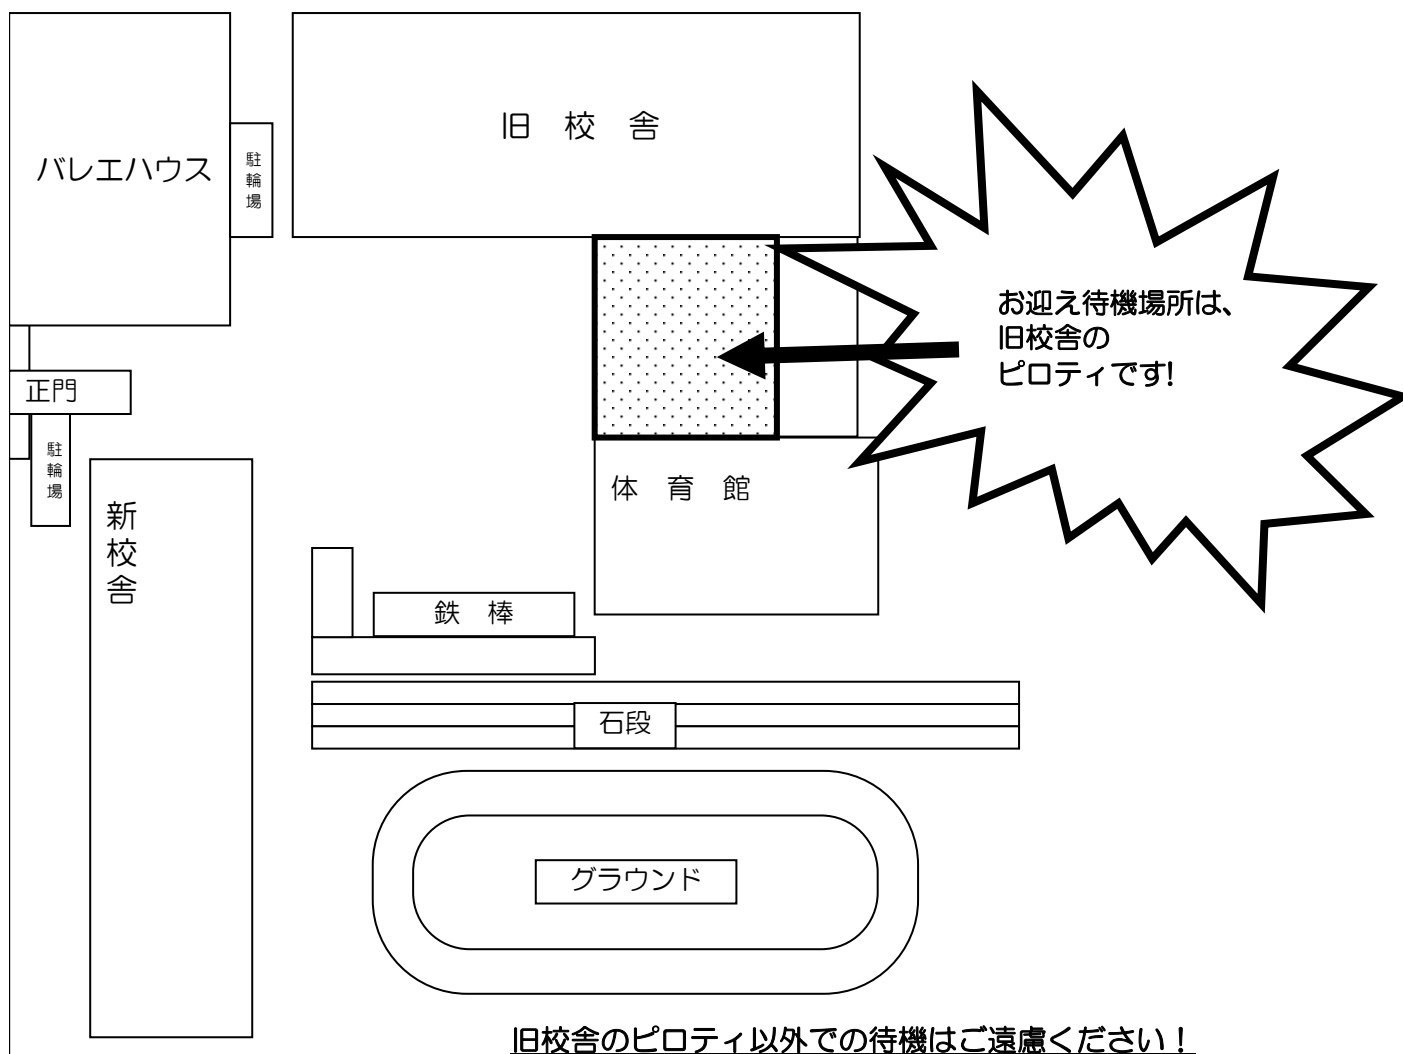 旧 校 舎
バレエハウス
駐輪場
お迎え待機場所は、
旧校舎の
ピロティです!
正門
駐輪場
体 育 館
新校舎
鉄 棒
石段
グラウンド
旧校舎のピロティ以外での待機はご遠慮ください！